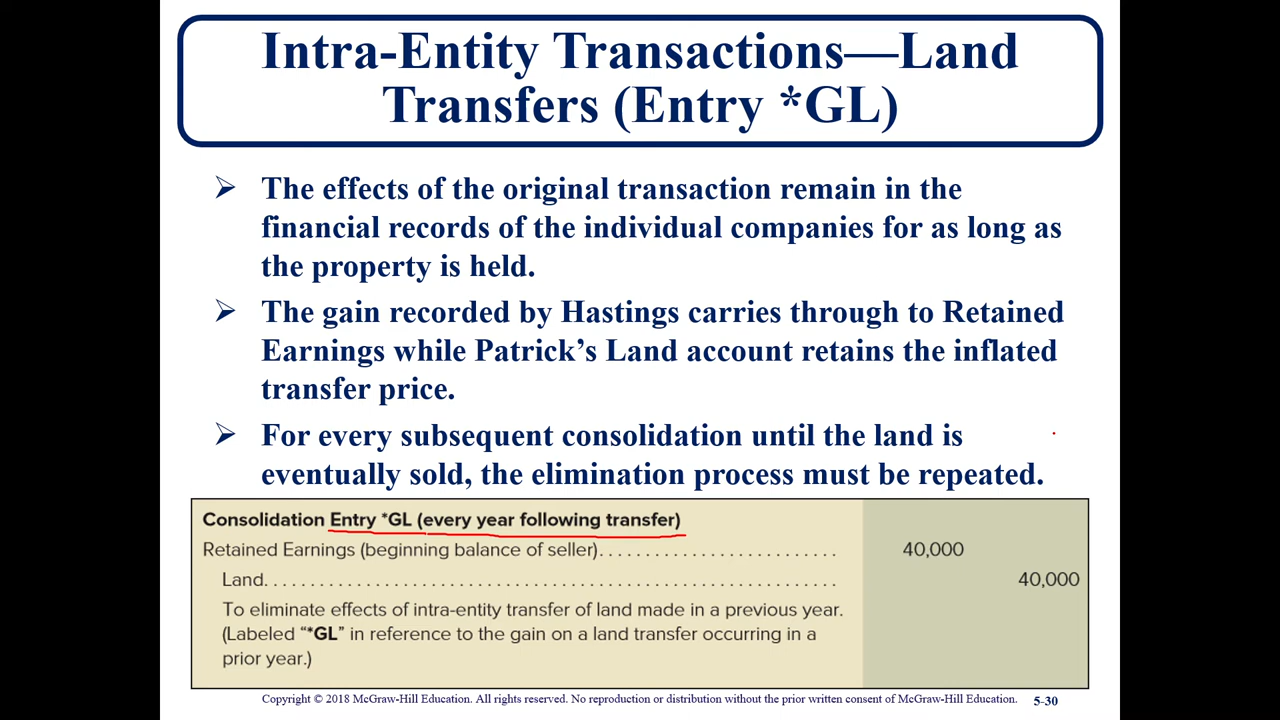 Intra-Entity Transactions—Land
Transfers (Entry *GL)
➢ The effects of the original transaction remain in the
financial records of the individual companies for as long as
the property is held.
➢ The gain recorded by Hastings carries through to Retained
Earnings while Patrick’s Land account retains the inflated
transfer price.
➢ For every subsequent consolidation until the land is
eventually sold, the elimination process must be repeated.
Consolidation Entry *GL (every year following transfer)
Retained Earnings (beginning balance of seller). . . . . . . . . . . . . . . . . . . . . . . . . . 40,000
Land. . . . . . . . . . . . . . . . . . . . . . . . . . . . . . . . . . . . . . . . . . . . . . . . . . . . . . . . . . . . . 40,000
To eliminate effects of intra-entity transfer of land made in a previous year.
(Labeled “*GL” in reference to the gain on a land transfer occurring in a
prior year.)
Copyright © 2018 McGraw-Hill Education. All rights reserved. No reproduction or distribution without the prior written consent of McGraw-Hill Education. 5-30